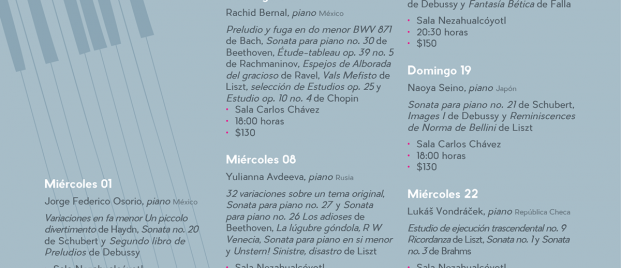 Miércoles 01
Jorge Federico Osorio, piano México
Variaciones en fa menor Un piccolo
divertimento de Haydn, Sonata no. 20
de Schubert y Segundo libro de
Preludios de Debussy
Rachid Bernal, piano México
Preludio y fuga en do menor BWV 871
de Bach, Sonata para piano no. 30 de
Beethoven, Étude-tableau op. 39 no. 5
de Rachmaninov, Espejos de Alborada
del gracioso de Ravel, Vals Mefisto de
Liszt, selección de Estudios op. 25 y
Estudio op. 10 no. 4 de Chopin
• Sala Carlos Chávez
• 18:00 horas
• $130
Miércoles 08
Yulianna Avdeeva, piano Rusia
32 variaciones sobre un tema original,
Sonata para piano no. 27 y Sonata
para piano no. 26 Los adioses de
Beethoven, La lúgubre góndola, R W
Venezia, Sonata para piano en si menor
y Unstern! Sinistre, disastro de Liszt
• Sala Nezahualcóyotl
de Debussy y Fantasía Bética de Falla
• Sala Nezahualcóyotl
• 20:30 horas
• $150
Domingo 19
Naoya Seino, piano Japón
Sonata para piano no. 21 de Schubert,
Images I de Debussy y Reminiscences
de Norma de Bellini de Liszt
• Sala Carlos Chávez
• 18:00 horas
• $130
Miércoles 22
Lukáš Vondráček, piano República Checa
Estudio de ejecución trascendental no. 9
Ricordanza de Liszt, Sonata no. 1 y Sonata
no. 3 de Brahms
• Sala Nezahualcóyotl